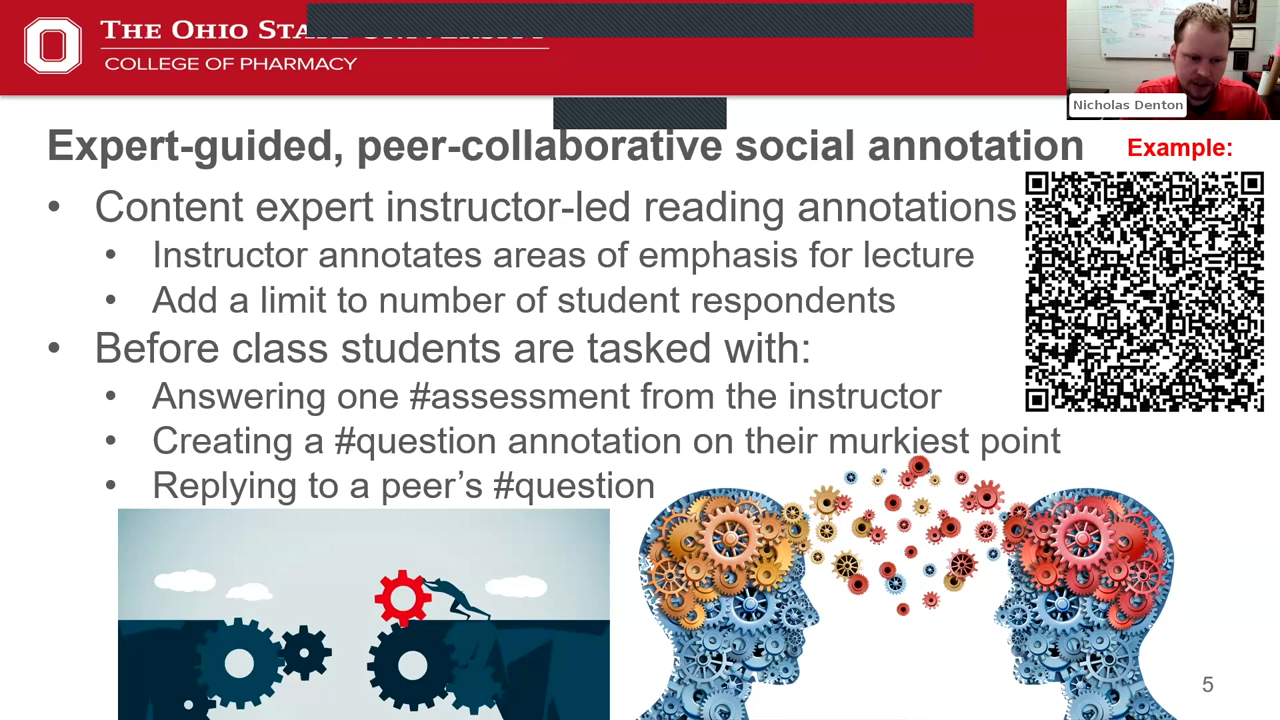 THE OHIO STATE UNIVERSITY
COLLEGE OF PHARMACY
Nicholas Denton
Expert-guided, peer-collaborative social annotation
Example:
• Content expert instructor-led reading annotations
• Instructor annotates areas of emphasis for lecture
• Add a limit to number of student respondents
• Before class students are tasked with:
• Answering one #assessment from the instructor
• Creating a #question annotation on their murkiest point
• Replying to a peer’s #question
5